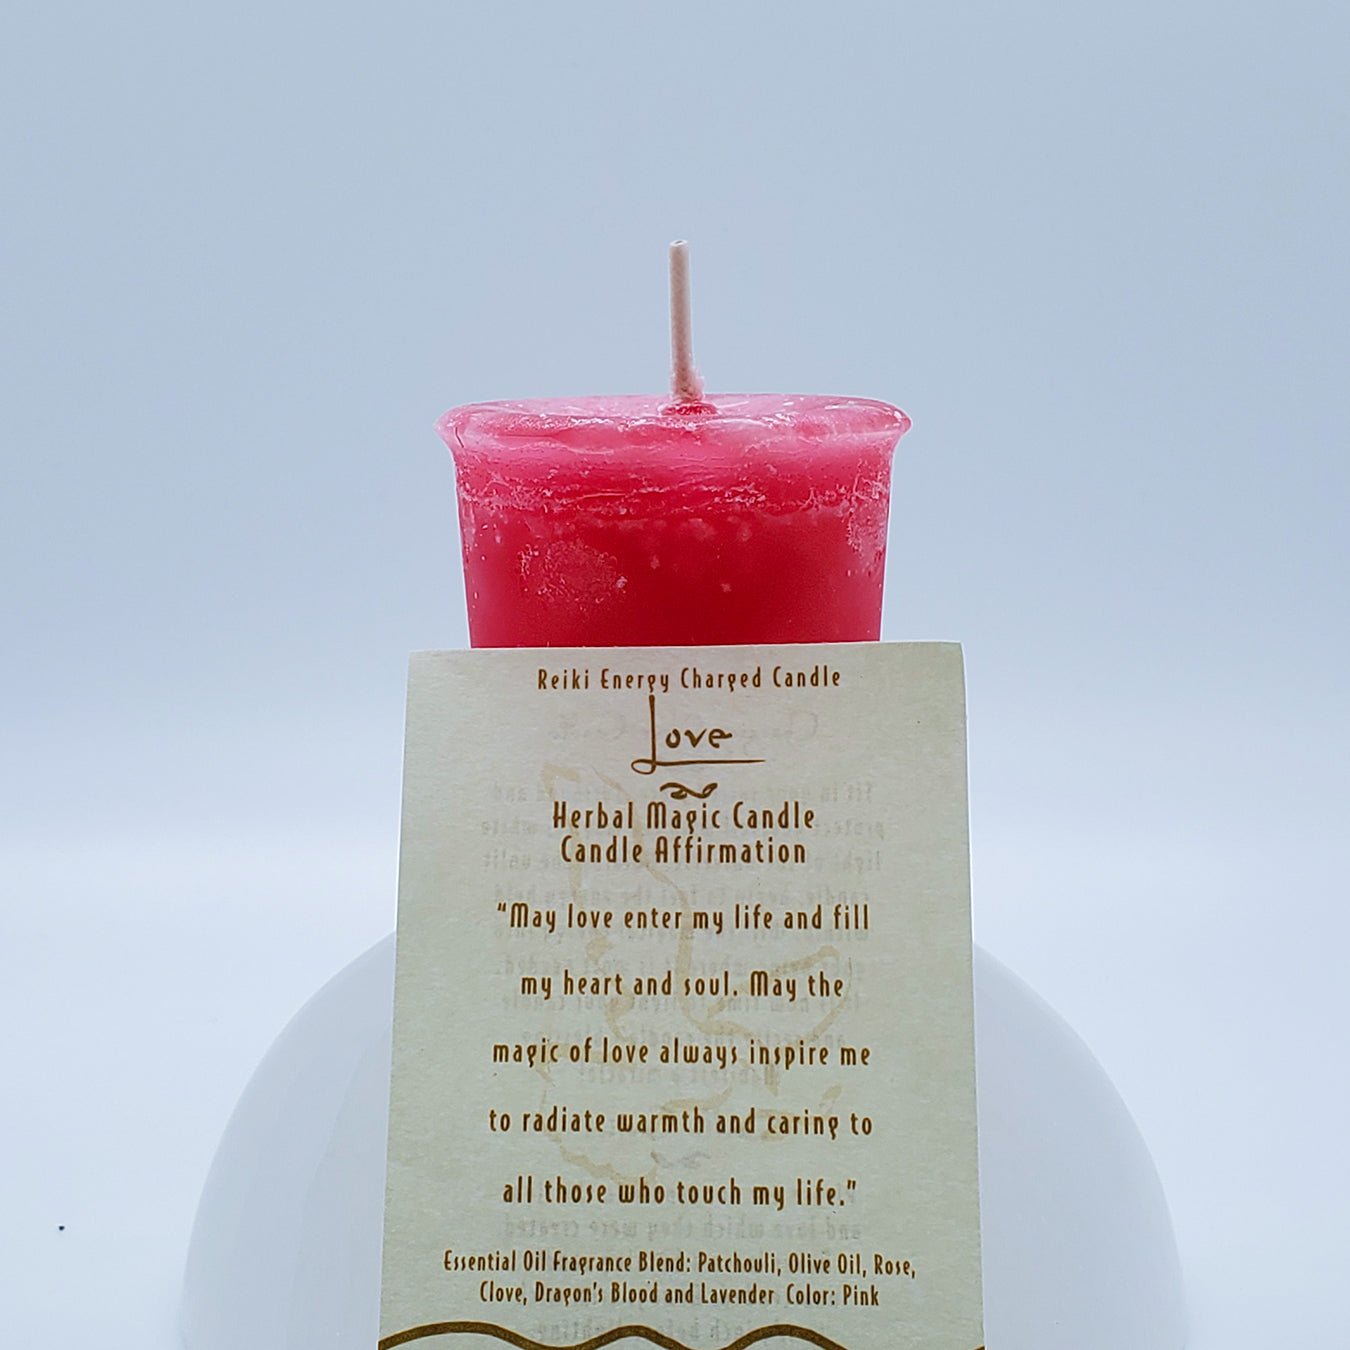 Reiki Energy Charged Candle
Love
Herbal Magic Candle
Candle Affirmation
“May love enter my life and fill
my heart and soul. May the
magic of love always inspire me
to radiate warmth and caring to
all those who touch my life.”
Essential Oil Fragrance Blend: Patchouli, Olive Oil, Rose,
Clove, Dragon's Blood and Lavender Color: Pink